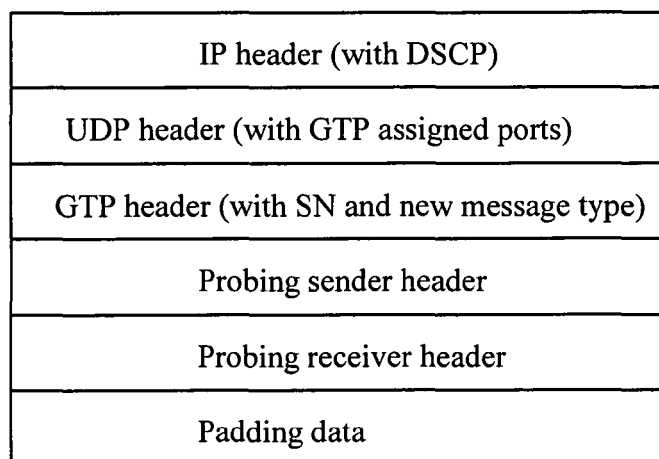 IP header (with DSCP)
UDP header (with GTP assigned ports)
GTP header (with SN and new message type)
Probing sender header
Probing receiver header
Padding data